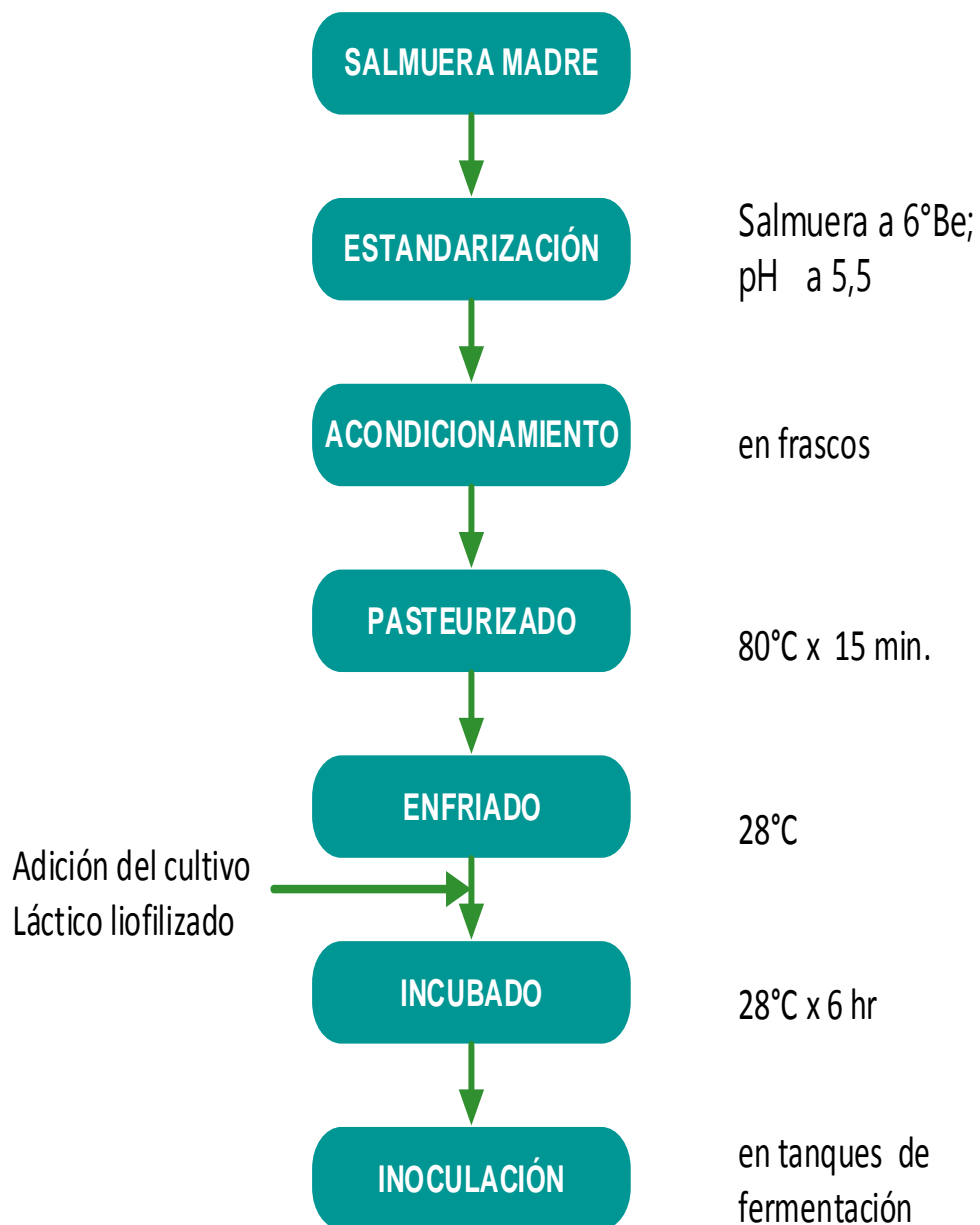 SALMUERA MADRE
ESTANDARIZACIÓN
Salmuera a 6°Be;
pH a 5,5
ACONDICIONAMIENTO
en frascos
PASTEURIZADO
80°C x 15 min.
ENFRIADO
28°C
Adición del cultivo
Láctico liofilizado
INCUBADO
28°C x 6 hr
INOCULACIÓN
en tanques de
fermentación